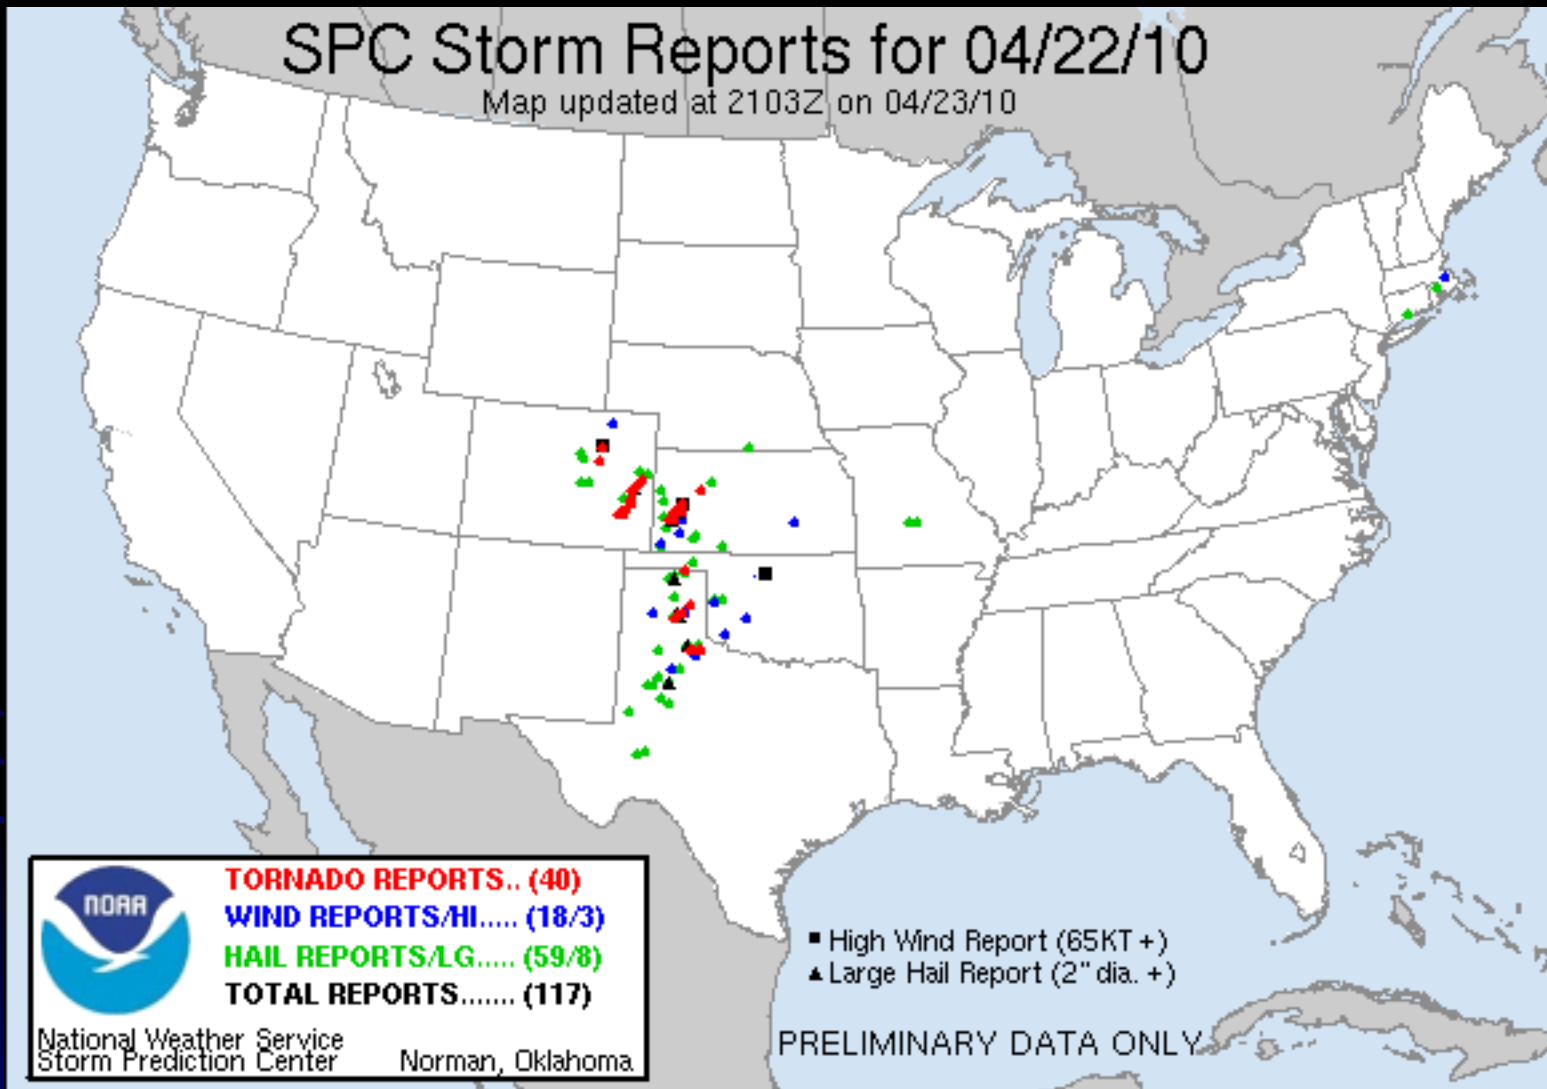 SPC Storm Reports for 04/22/10
Map updated at 2103Z on 04/23/10
NOAA
TORNADO REPORTS.. (40)
WIND REPORTS/HI..... (18/3)
HAIL REPORTS/LG..... (59/8)
TOTAL REPORTS....... (117)
National Weather Service
Storm Prediction Center Norman, Oklahoma
High Wind Report (65KT +)
Large Hail Report (2" dia. +)
PRELIMINARY DATA ONLY